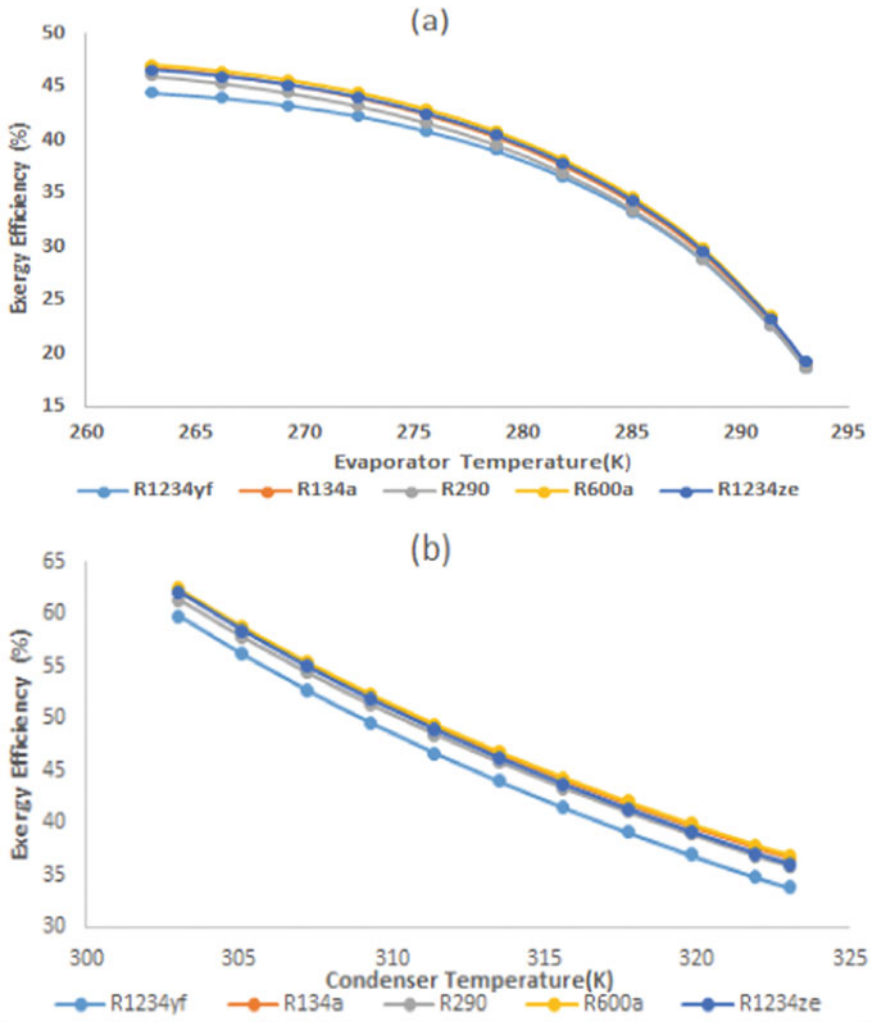 (a)
50
45
40
35
30
25
20
15
Exergy Efficiency (%)
260 265 270 275 280 285 290 295
Evaporator Temperature(K)
R1234yf R134a R290 R600a R1234ze
(b)
65
60
55
50
45
40
35
30
Exergy Efficiency (%)
300 305 310 315 320 325
Condenser Temperature(K)
R1234yf R134a R290 R600a R1234ze